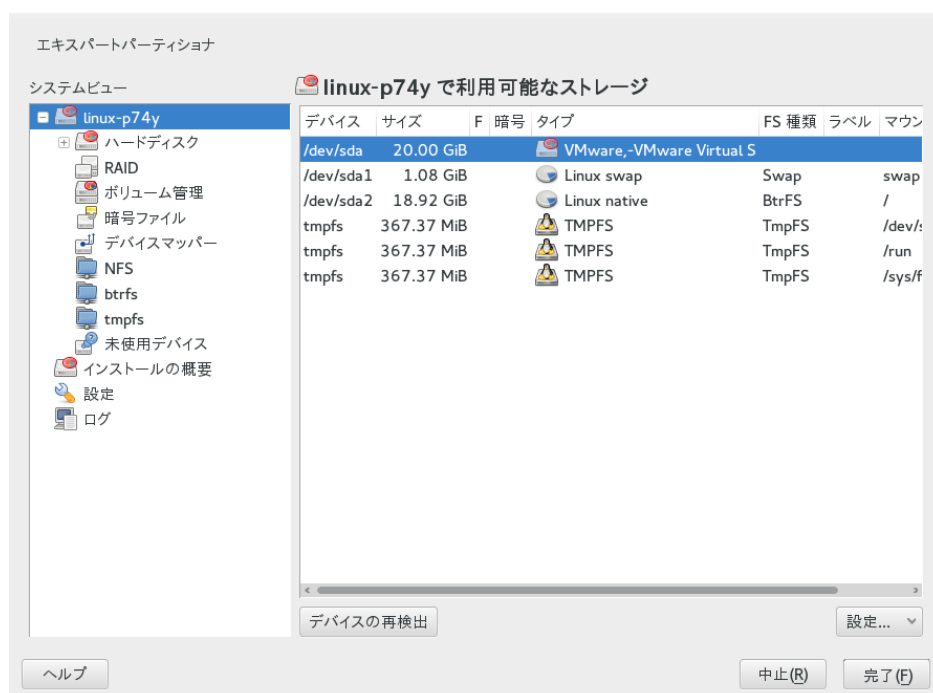 エキスパートパーティショナ
システムビュー
linux-p74y で利用可能なストレージ
linux-p74y
ハードディスク
RAID
ボリューム管理
暗号ファイル
デバイスマッパー
NFS
btrfs
tmpfs
未使用デバイス
インストールの概要
設定
ログ
デバイス サイズ F 暗号 タイプ FS 種類 ラベル マウン
/dev/sda 20.00 GiB VMware,-VMware Virtual S
/dev/sda1 1.08 GiB Linux swap Swap swap
/dev/sda2 18.92 GiB Linux native BtrFS /
tmpfs 367.37 MiB TMPFS TmpFS /dev/s
tmpfs 367.37 MiB TMPFS TmpFS /run
tmpfs 367.37 MiB TMPFS TmpFS /sys/f
デバイスの再検出
設定...
ヘルプ
中止(R)
完了(F)